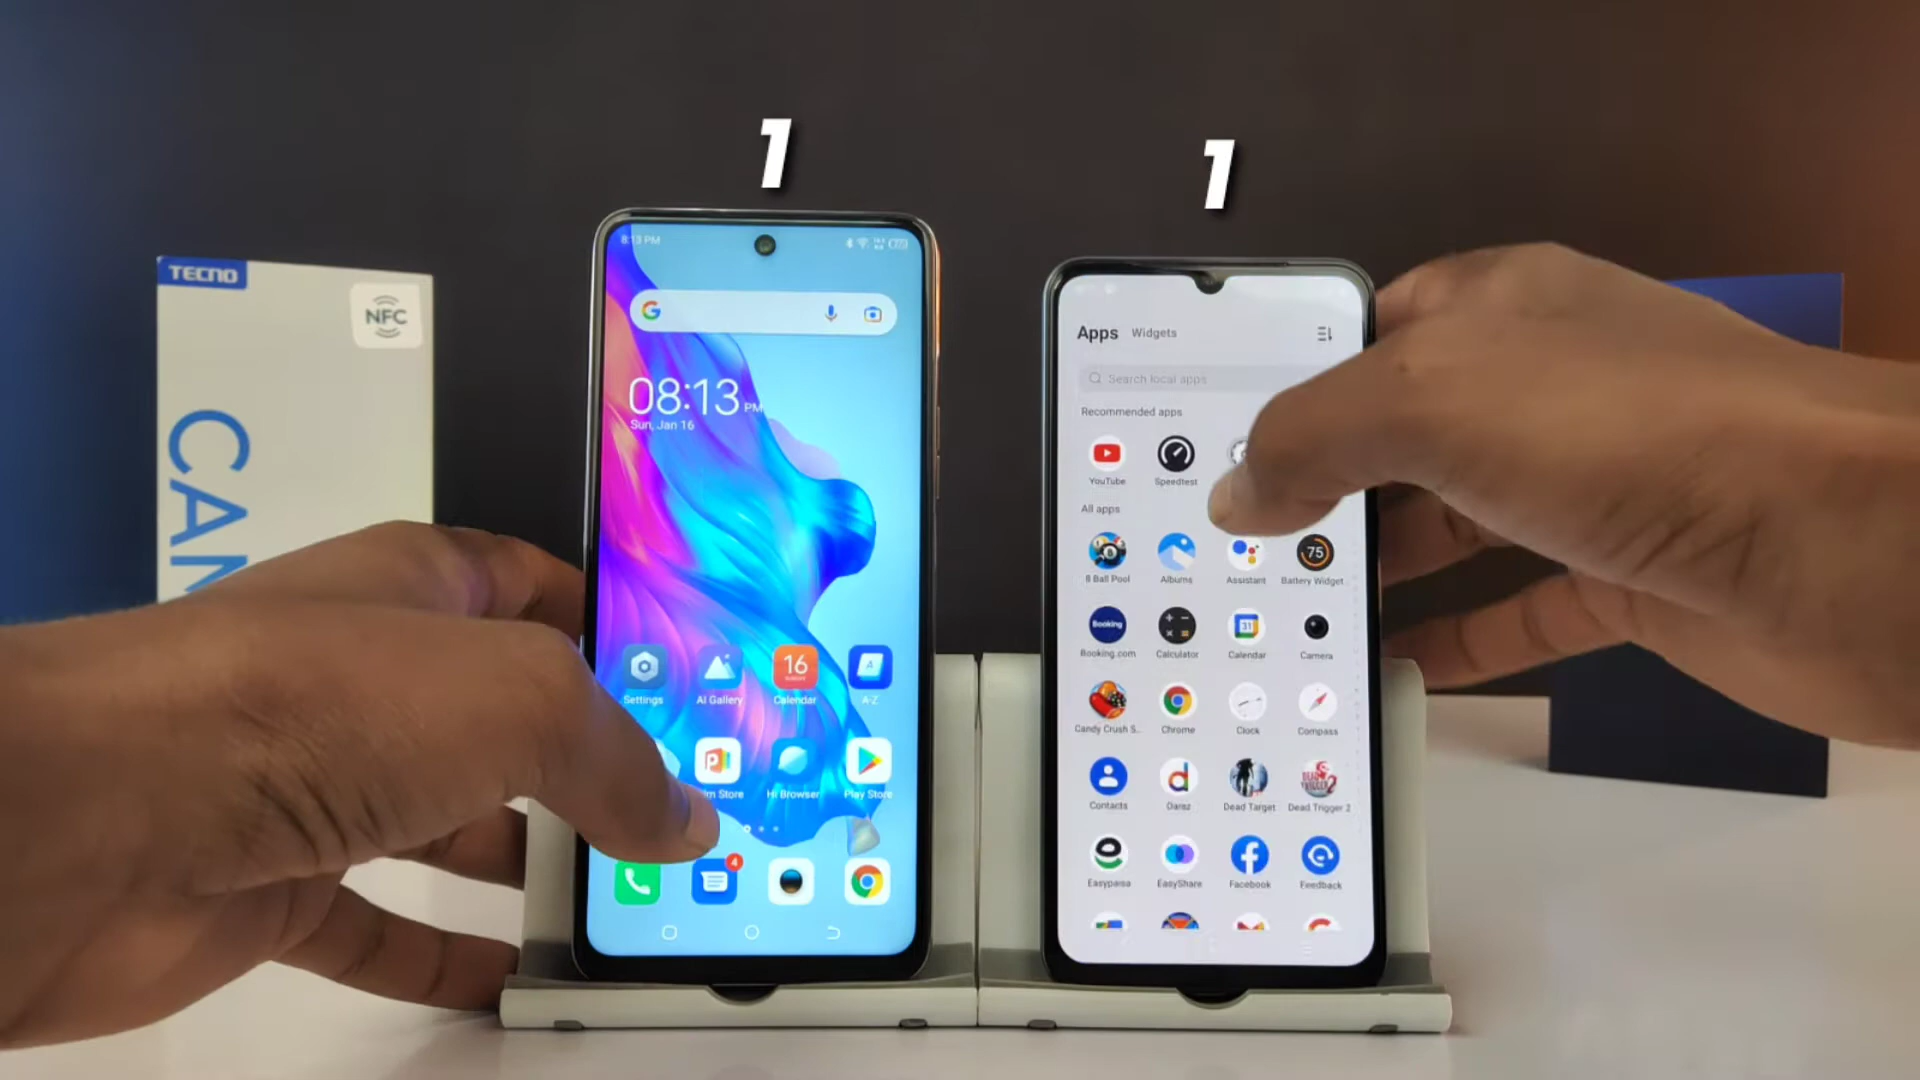 1
1
TECNO
NFC
CAM
8:13 PM
G
08:13 PM
Sun, Jan 16
16
A
4
Settings
AI Gallery
Calendar
A-Z
m Store
Hi Browser
Play Store
Apps Widgets
Search local apps
Recommended apps
YouTube
Speedtest
All apps
75
8 Ball Pool
Albums
Assistant
Battery Widget
Booking
31
Booking.com
Calculator
Calendar
Camera
Candy Crush S..
Chrome
Clock
Compass
Contacts
Daraz
Dead Target
Dead Trigger 2
Easypaisa
EasyShare
Facebook
Feedback